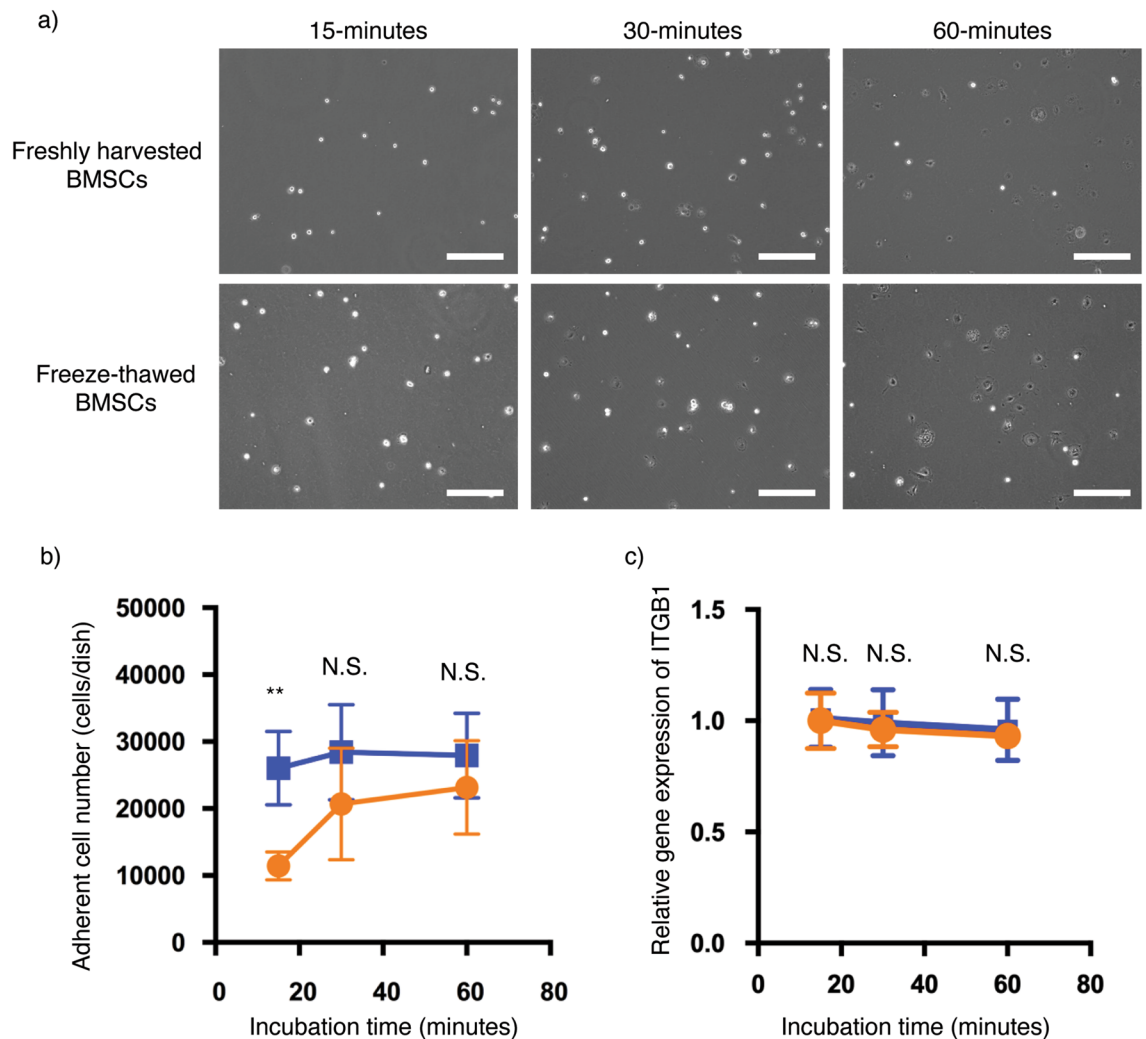 a)
15-minutes
30-minutes
60-minutes
Freshly harvested
BMSCs
Freeze-thawed
BMSCs
b)
Adherent cell number (cells/dish)
50000
40000
30000
20000
10000
0
**
N.S.
N.S.
0
20
40
60
80
Incubation time (minutes)
c)
Relative gene expression of ITGB1
1.5
1.0
0.5
0.0
N.S.
N.S.
N.S.
0
20
40
60
80
Incubation time (minutes)